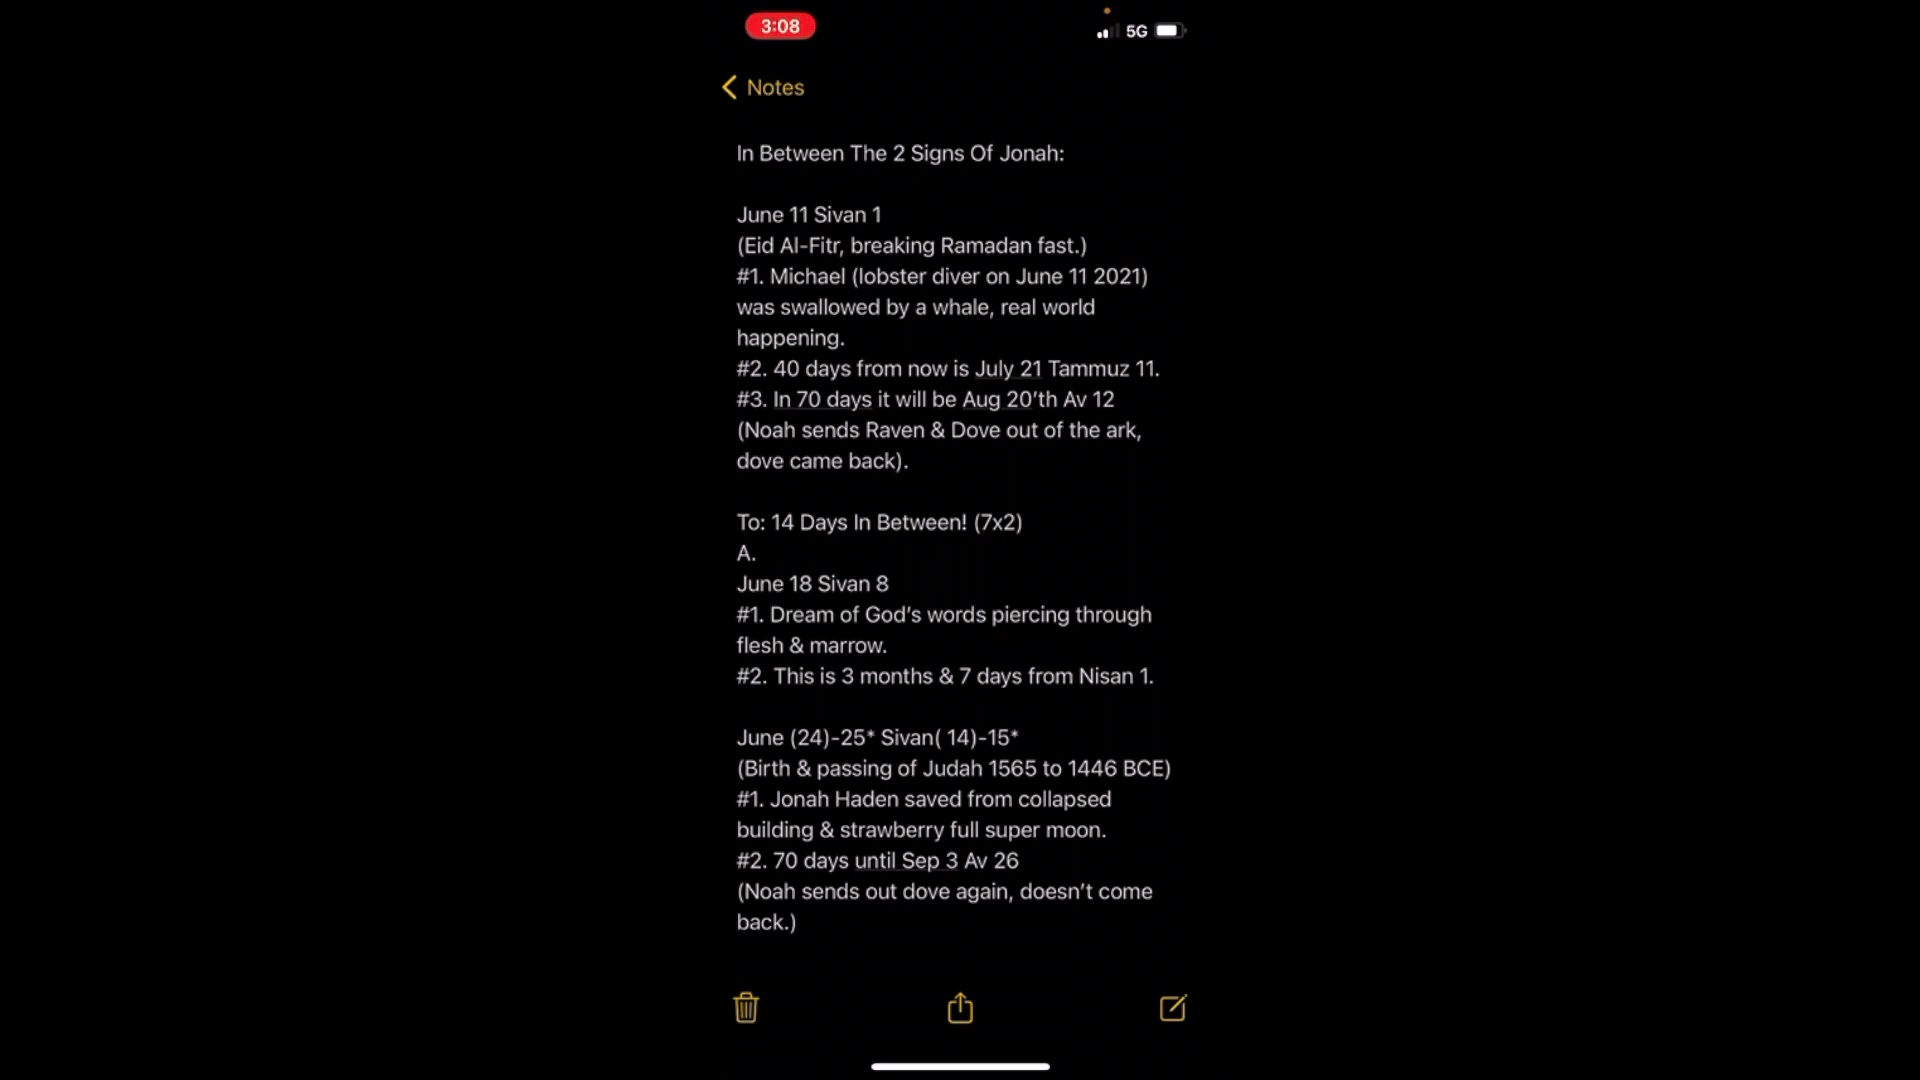 3:08
5G
Notes
In Between The 2 Signs Of Jonah:
June 11 Sivan 1
(Eid Al-Fitr, breaking Ramadan fast.)
#1. Michael (lobster diver on June 11 2021)
was swallowed by a whale, real world
happening.
#2. 40 days from now is July 21 Tammuz 11.
#3. In 70 days it will be Aug 20'th Av 12
(Noah sends Raven & Dove out of the ark,
dove came back).
To: 14 Days In Between! (7x2)
A.
June 18 Sivan 8
#1. Dream of God's words piercing through
flesh & marrow.
#2. This is 3 months & 7 days from Nisan 1.
June (24)-25* Sivan( 14)-15*
(Birth & passing of Judah 1565 to 1446 BCE)
#1. Jonah Haden saved from collapsed
building & strawberry full super moon.
#2. 70 days until Sep 3 Av 26
(Noah sends out dove again, doesn't come
back.)